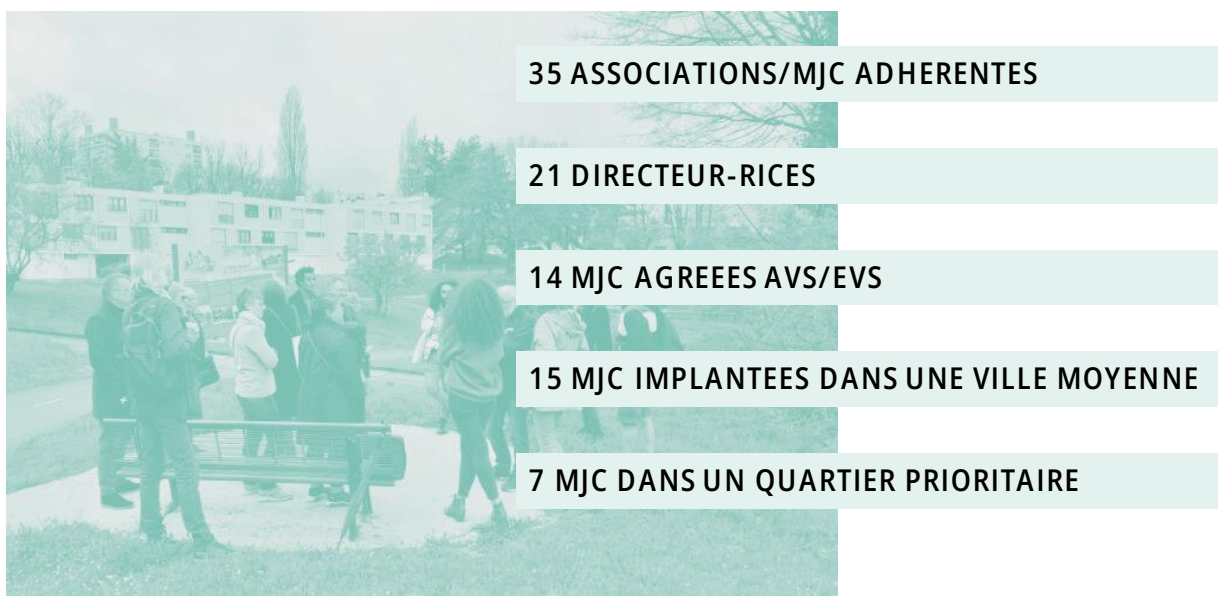 35 ASSOCIATIONS/MJC ADHERENTES
21 DIRECTEUR-RICES
14 MJC AGREEES AVS/EVS
15 MJC IMPLANTEES DANS UNE VILLE MOYENNE
7 MJC DANS UN QUARTIER PRIORITAIRE